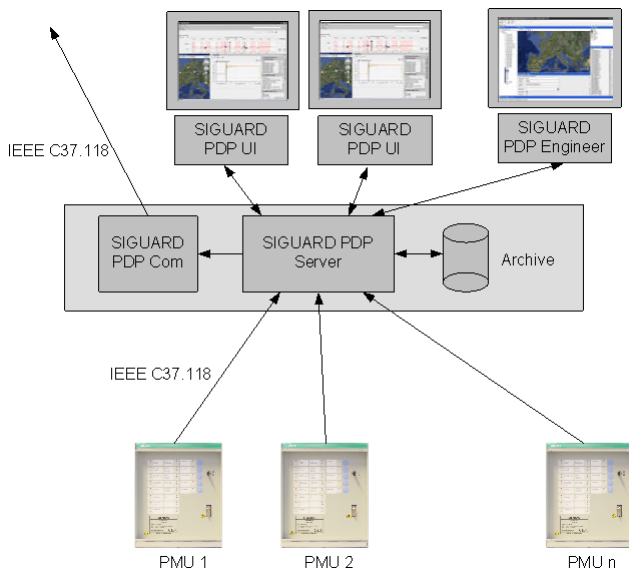 IEEE C37.118
SIGUARD
PDP UI
SIGUARD
PDP UI
SIGUARD
PDP Engineer
SIGUARD
PDP Com
SIGUARD PDP
Server
Archive
IEEE C37.118
PMU 1
PMU 2
PMU n